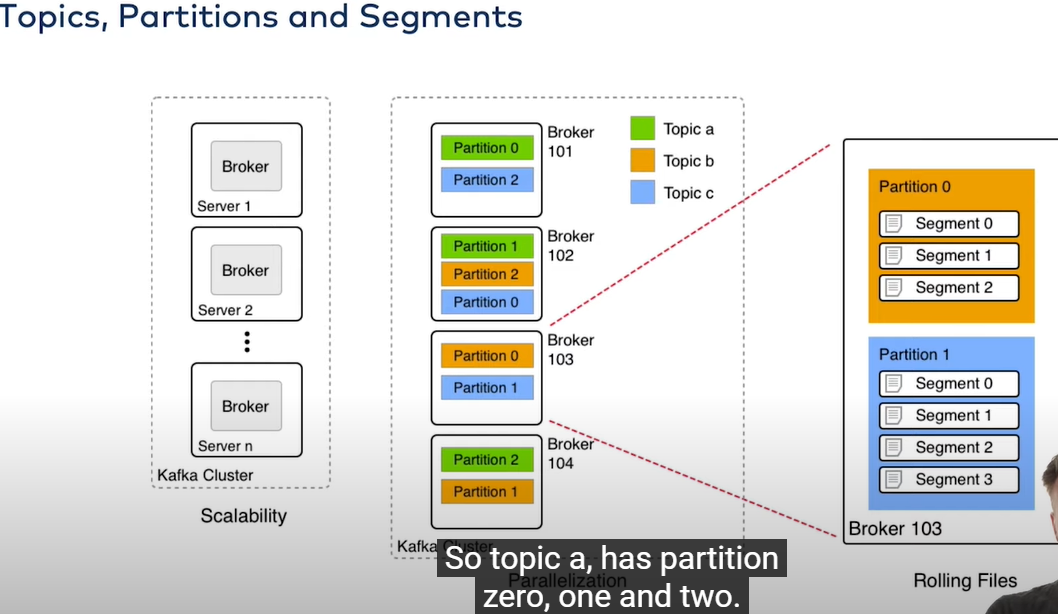 Topics, Partitions and Segments
Broker
Server 1
Broker
Server 2
Broker
Server n
Kafka Cluster
Scalability
Partition 0
Partition 2
Broker
101
Partition 1
Partition 2
Partition 0
Broker
102
Partition 0
Partition 1
Broker
103
Partition 2
Partition 1
Broker
104
Topic a
Topic b
Topic c
Kafka Cluster
Parallelization
Partition 0
Segment 0
Segment 1
Segment 2
Partition 1
Segment 0
Segment 1
Segment 2
Segment 3
Broker 103
Rolling Files
So topic a, has partition
zero, one and two.